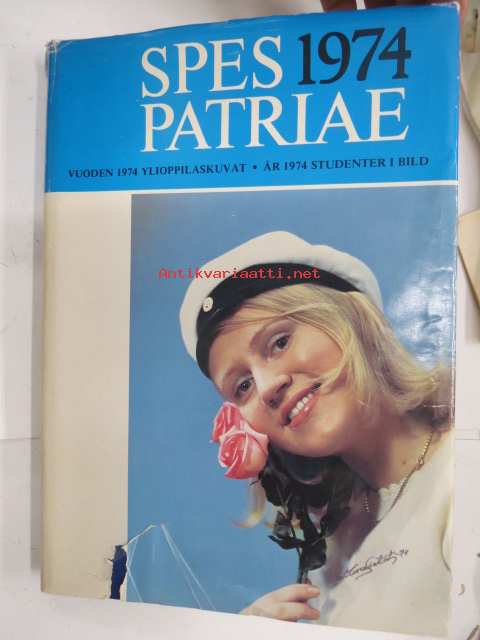 SPES 1974
PATRIAE
VUODEN 1974 YLIOPPILASKUVAT • ÅR 1974 STUDENTER I BILD
Antikvariaatti.net